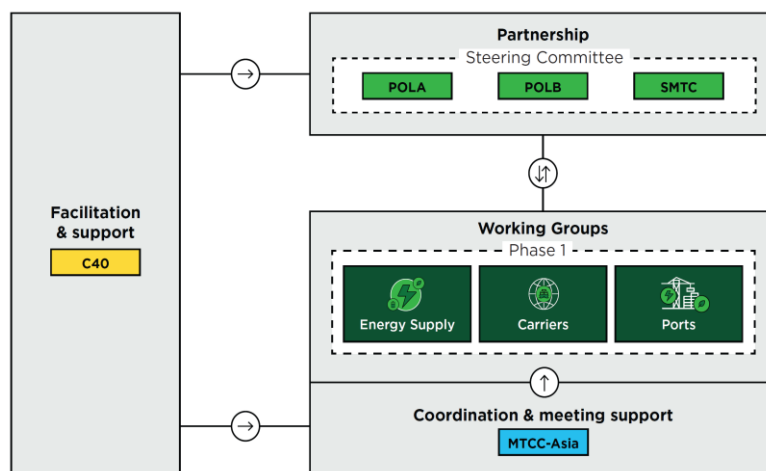 Partnership
Steering Committee
POLA
POLB
SMTC
Facilitation
& support
C40
Working Groups
Phase 1
Energy Supply
Carriers
Ports
Coordination & meeting support
MTCC-Asia